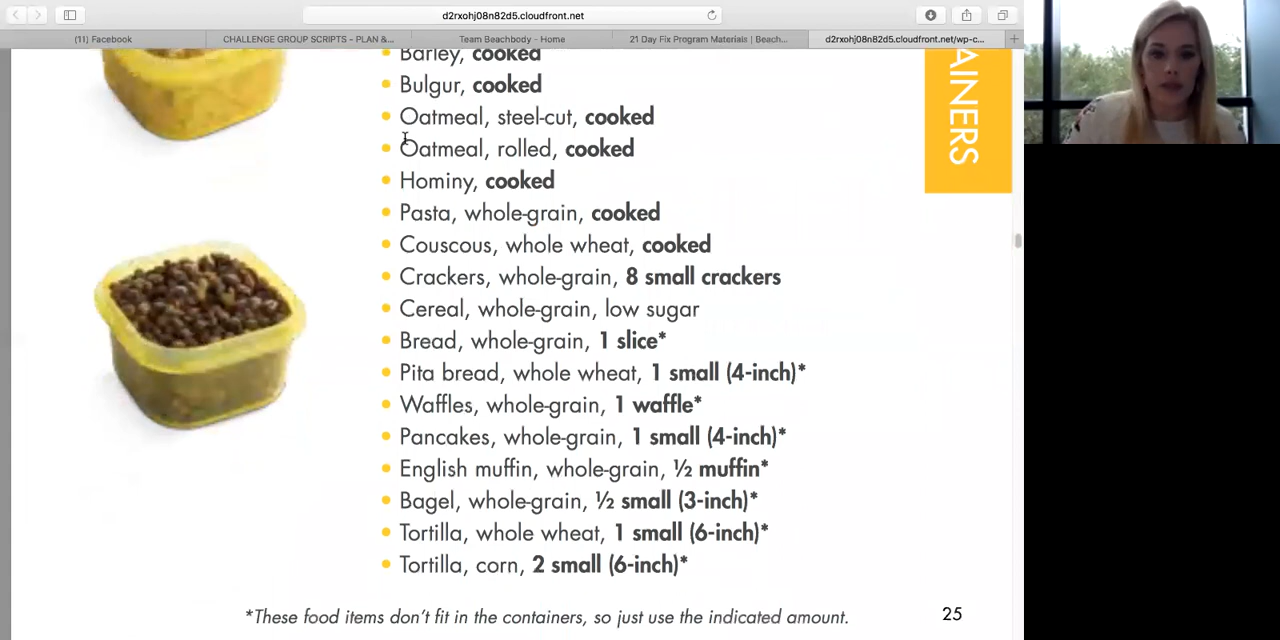 d2rxohj08n82d5.cloudfront.net
(11) Facebook
CHALLENGE GROUP SCRIPTS - PLAN &...
Team Beachbody - Home
21 Day Fix Program Materials | Beach...
d2rxohj08n82d5.cloudfront.net/wp-c...
Barley, cooked
• Bulgur, cooked
• Oatmeal, steel-cut, cooked
• Oatmeal, rolled, cooked
• Hominy, cooked
• Pasta, whole-grain, cooked
• Couscous, whole wheat, cooked
• Crackers, whole-grain, 8 small crackers
• Cereal, whole-grain, low sugar
• Bread, whole-grain, 1 slice*
• Pita bread, whole wheat, 1 small (4-inch)*
• Waffles, whole-grain, 1 waffle*
• Pancakes, whole-grain, 1 small (4-inch)*
• English muffin, whole-grain, ½ muffin*
• Bagel, whole-grain, ½ small (3-inch)*
• Tortilla, whole wheat, 1 small (6-inch)*
• Tortilla, corn, 2 small (6-inch)*
*These food items don't fit in the containers, so just use the indicated amount.
25
AINERS